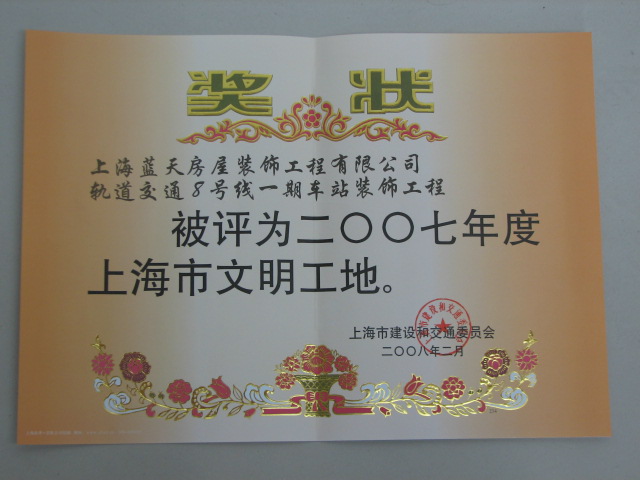 奖状
上海蓝天房屋装饰工程有限公司
轨道交通8号线一期车站装饰工程
被评为二〇〇七年度
上海市文明工地。
上海市建设和交通委员会
二〇〇八年二月